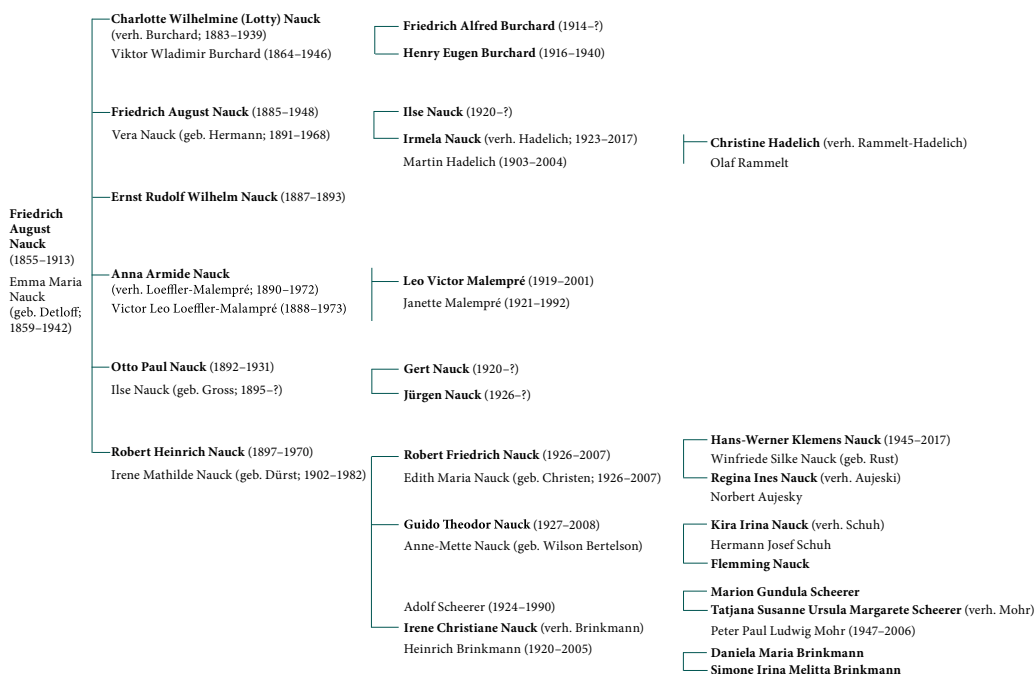 Friedrich
August
Nauck
(1855–1913)
Emma Maria
Nauck
(geb. Detloff;
1859–1942)
Charlotte Wilhelmine (Lotty) Nauck
(verh. Burchard; 1883–1939)
Viktor Wladimir Burchard (1864–1946)
Friedrich Alfred Burchard (1914–?)
Henry Eugen Burchard (1916–1940)
Friedrich August Nauck (1885–1948)
Vera Nauck (geb. Hermann; 1891–1968)
Ilse Nauck (1920–?)
Irmela Nauck (verh. Hadelich; 1923–2017)
Martin Hadelich (1903–2004)
Christine Hadelich (verh. Rammelt-Hadelich)
Olaf Rammelt
Ernst Rudolf Wilhelm Nauck (1887–1893)
Anna Armide Nauck
(verh. Loeffler-Malempré; 1890–1972)
Victor Leo Loeffler-Malampré (1888–1973)
Leo Victor Malempré (1919–2001)
Janette Malempré (1921–1992)
Otto Paul Nauck (1892–1931)
Ilse Nauck (geb. Gross; 1895–?)
Gert Nauck (1920–?)
Jürgen Nauck (1926–?)
Robert Heinrich Nauck (1897–1970)
Irene Mathilde Nauck (geb. Dürst; 1902–1982)
Robert Friedrich Nauck (1926–2007)
Edith Maria Nauck (geb. Christen; 1926–2007)
Hans-Werner Klemens Nauck (1945–2017)
Winfriede Silke Nauck (geb. Rust)
Regina Ines Nauck (verh. Aujeski)
Norbert Aujesky
Guido Theodor Nauck (1927–2008)
Anne-Mette Nauck (geb. Wilson Bertelson)
Kira Irina Nauck (verh. Schuh)
Hermann Josef Schuh
Flemming Nauck
Adolf Scheerer (1924–1990)
Irene Christiane Nauck (verh. Brinkmann)
Heinrich Brinkmann (1920–2005)
Marion Gundula Scheerer
Tatjana Susanne Ursula Margarete Scheerer (verh. Mohr)
Peter Paul Ludwig Mohr (1947–2006)
Daniela Maria Brinkmann
Simone Irina Melitta Brinkmann